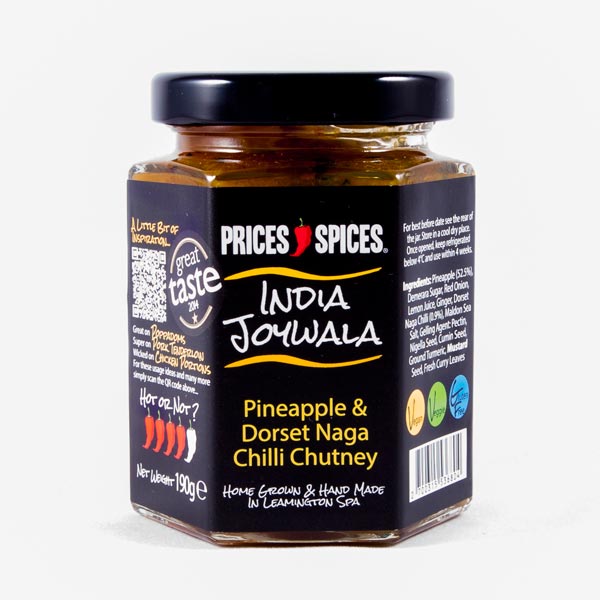 A Little Bit of
Inspiration...
great
taste
2014
Great on Poppadoms
Super on Pork Tenderloin
Wicked on Chicken Portions
For these usage ideas and many more
simply scan the QR code above...
Hot or Not?
Net Weight 190g ℮
PRICES SPICES®
India
Joywala
Pineapple &
Dorset Naga
Chilli Chutney
Home Grown & Hand Made
In Leamington Spa
For best before date see the rear of
the jar. Store in a cool dry place.
Once opened, keep refrigerated
below 4°C and use within 4 weeks.
Ingredients: Pineapple (52.5%),
Demerara Sugar, Red Onion,
Lemon Juice, Ginger, Dorset
Naga Chilli (0.9%), Maldon Sea
Salt, Gelling Agent: Pectin,
Nigella Seed, Cumin Seed,
Ground Turmeric, Mustard
Seed, Fresh Curry Leaves
Vegan
Veggie
Gluten
Free